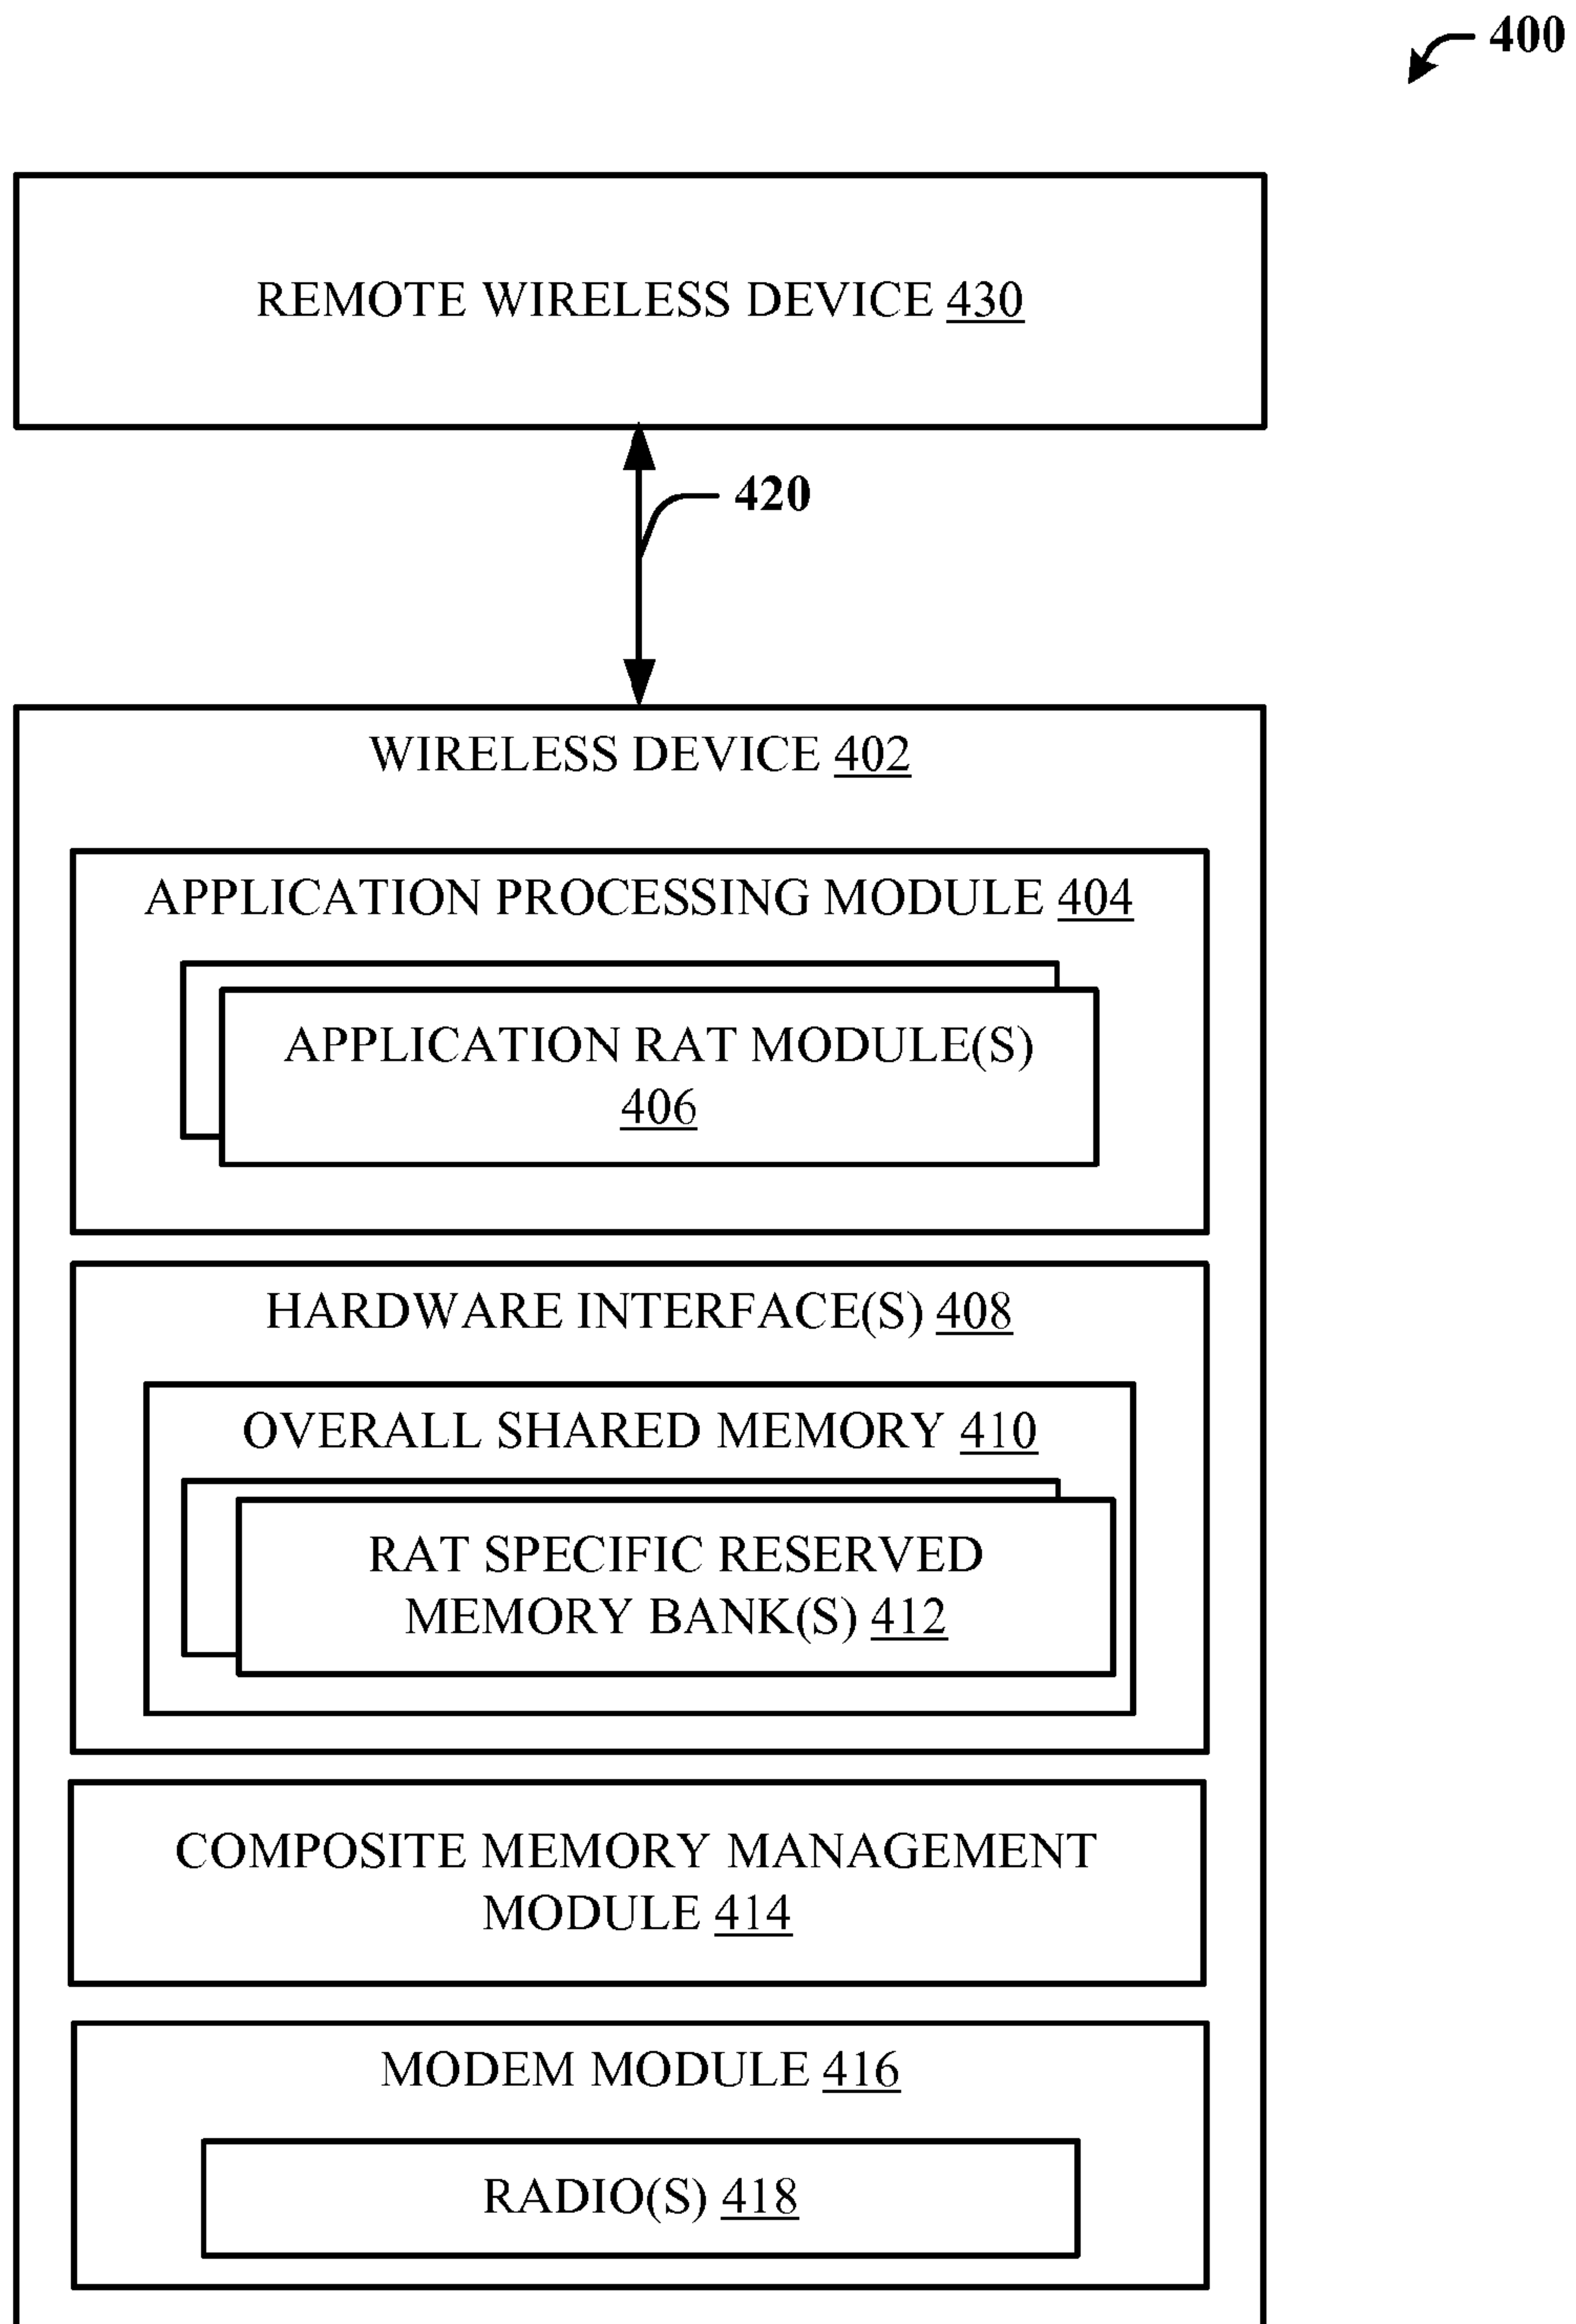 400
REMOTE WIRELESS DEVICE 430
420
WIRELESS DEVICE 402
APPLICATION PROCESSING MODULE 404
APPLICATION RAT MODULE(S)
406
HARDWARE INTERFACE(S) 408
OVERALL SHARED MEMORY 410
RAT SPECIFIC RESERVED
MEMORY BANK(S) 412
COMPOSITE MEMORY MANAGEMENT
MODULE 414
MODEM MODULE 416
RADIO(S) 418